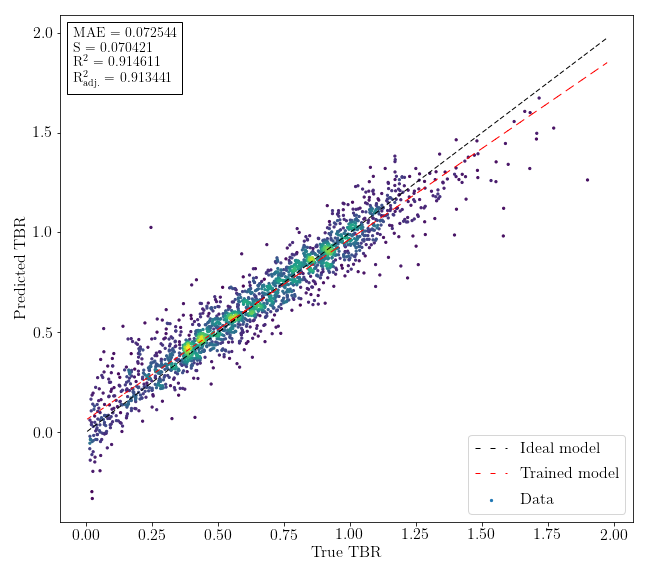 MAE = 0.072544
S = 0.070421
R² = 0.914611
R²adj. = 0.913441
2.0
1.5
1.0
0.5
0.0
Predicted TBR
Ideal model
Trained model
Data
0.00 0.25 0.50 0.75 1.00 1.25 1.50 1.75 2.00
True TBR